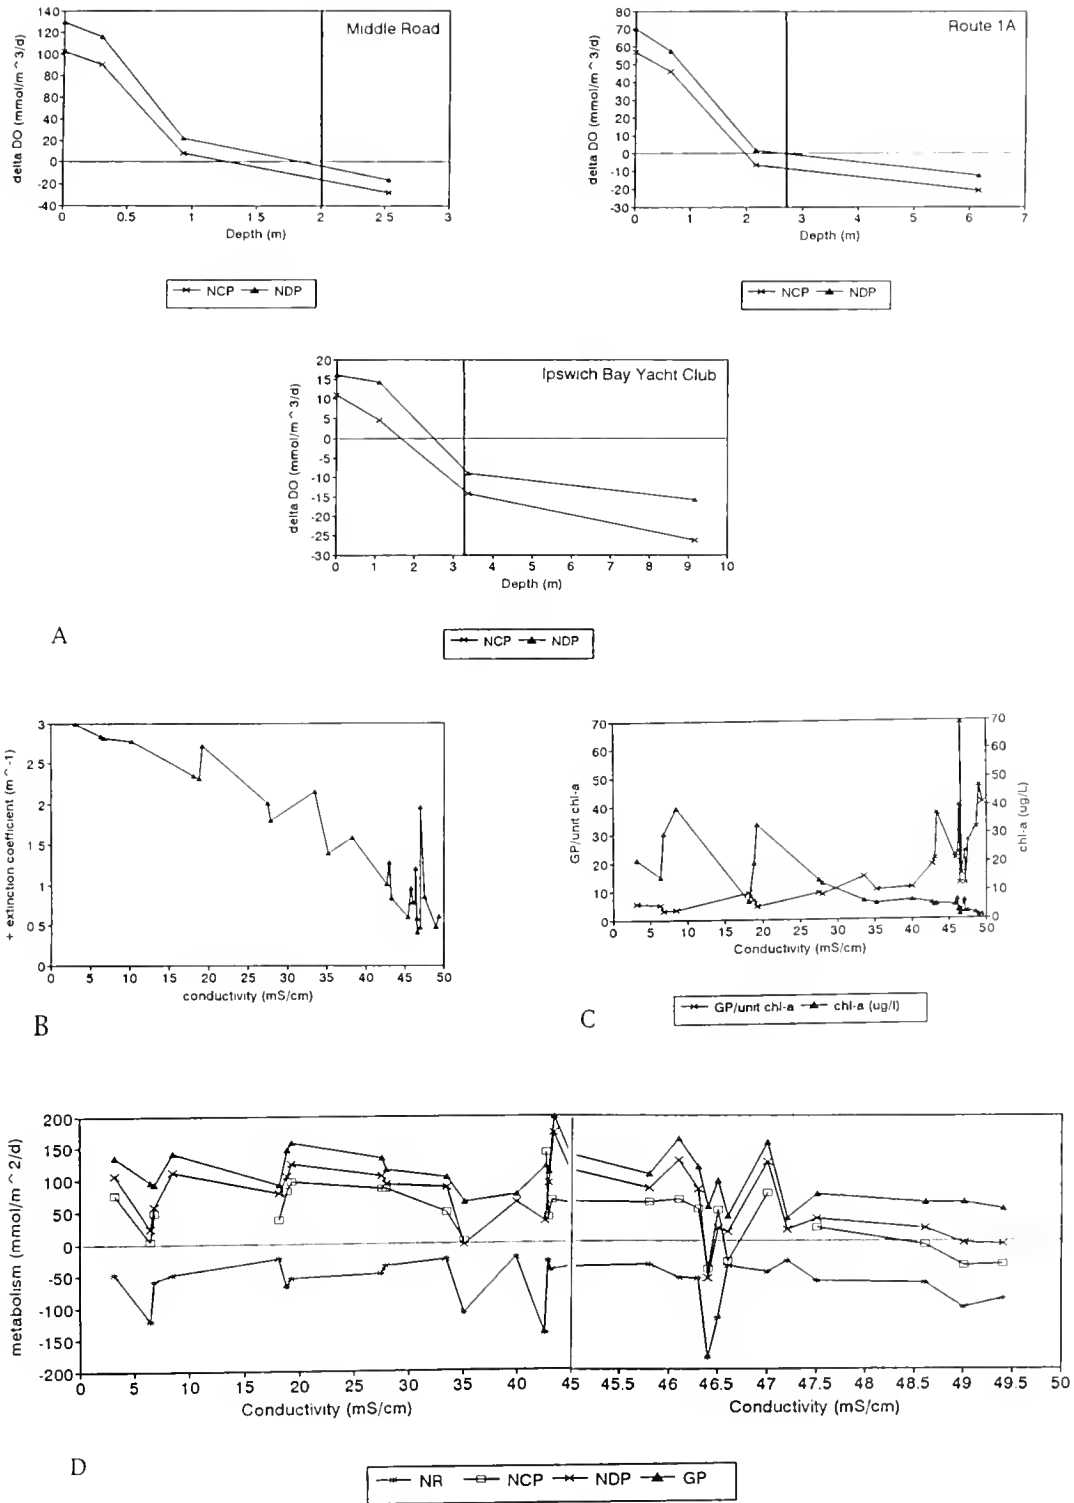 Middle Road
delta DO (mmol/m^3/d)
140
120
100
80
60
40
20
0
-20
-40
0 0.5 1 1.5 2 2.5 3
Depth (m)
NCP NDP
Route 1A
delta DO (mmol/m^3/d)
80
70
60
50
40
30
20
10
0
-10
-20
-30
0 1 2 3 4 5 6 7
Depth (m)
NCP NDP
Ipswich Bay Yacht Club
delta DO (mmol/m^3/d)
20
15
10
5
0
-5
-10
-15
-20
-25
-30
0 1 2 3 4 5 6 7 8 9 10
Depth (m)
NCP NDP
A
+ extinction coefficient (m^-1)
3
2 5
2
1 5
1
0 5
0
0 5 10 15 20 25 30 35 40 45 50
conductivity (mS/cm)
B
GP/unit chl-a
70
60
50
40
30
20
10
0
0 5 10 15 20 25 30 35 40 45 50
Conductivity (mS/cm)
70
60
50
40
30
20
10
0
chl-a (ug/L)
GP/unit chl-a chl-a (ug/l)
C
metabolism (mmol/m^2/d)
200
150
100
50
0
-50
-100
-150
-200
0 5 10 15 20 25 30 35 40 45 45.5 46 46.5 47 47.5 48 48.5 49 49.5 50
Conductivity (mS/cm) Conductivity (mS/cm)
D
NR NCP NDP GP